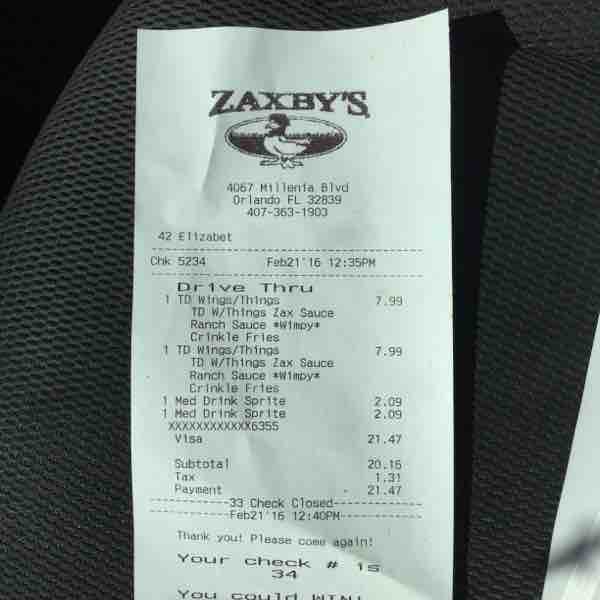 ZAXBY'S
4067 Millenia Blvd
Orlando FL 32839
407-363-1903
42 Elizabet
Chk 5234 Feb21'16 12:35PM
Drive Thru
1 TD Wings/Things 7.99
TD W/Things Zax Sauce
Ranch Sauce *Wimpy*
Crinkle Fries
1 TD Wings/Things 7.99
TD W/Things Zax Sauce
Ranch Sauce *Wimpy*
Crinkle Fries
1 Med Drink Sprite 2.09
1 Med Drink Sprite 2.09
XXXXXXXXXXXX6355
Visa 21.47
Subtotal 20.16
Tax 1.31
Payment 21.47
----------33 Check Closed----------
----------Feb21'16 12:40PM----------
Thank you! Please come again!
Your check # is
34
You could WIN!